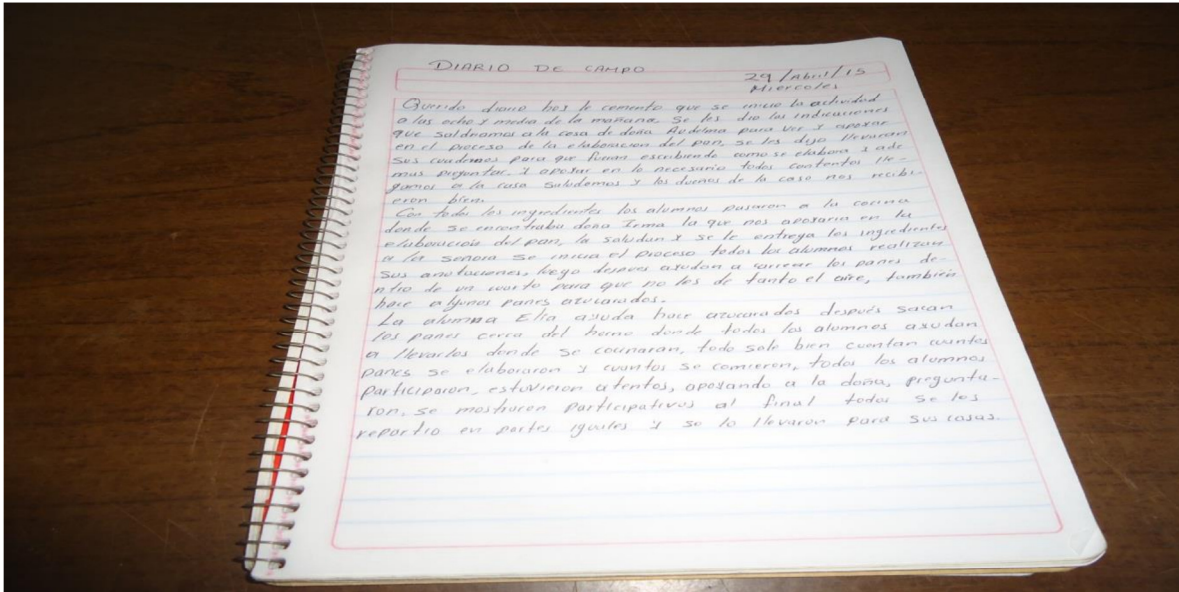 DIARIO DE CAMPO
29/Abril/15
Miercoles
Querido diario hoy le comento que se inicio la actividad
a las ocho y media de la mañana, Se les dio las indicaciones
que saldriamos a la casa de doña Audelma para ver y apoyar
en el proceso de la elaboracion del pan, se les dijo llevaran
sus cuadernos para que fueran escribiendo como se elabora y ade
mas preguntar. y apoyar en lo necesario todos contentos lle-
gamos a la casa saludamos y los dueños de la casa nos recibi-
eron bien.
Con todos los ingredientes los alumnos pasaron a la cocina
donde se encontraba doña Irma la que nos apoyaria en la
elaboración del pan, la saludan y se le entrega los ingredientes
a la señora se inicia el proceso todos los alumnos realizan
sus anotaciones, luego despues ayudan a carrear los panes de-
ntro de un cuarto para que no les de tanto el aire, tambien
hace algunos panes azucarados.
La alumna Elia ayuda hace azucarados después sacan
los panes cerca del horno donde todos los alumnos ayudan
a llevarlos donde se cocinaran, todo sale bien cuentan cuantos
panes se elaboraron y cuantos se comieron, todos los alumnos
participaron, estuvieron atentos, apoyando a la doña, pregunta-
ron, se mostraron participativos al final todos se les
repartio en partes iguales y se lo llevaron para sus casas.